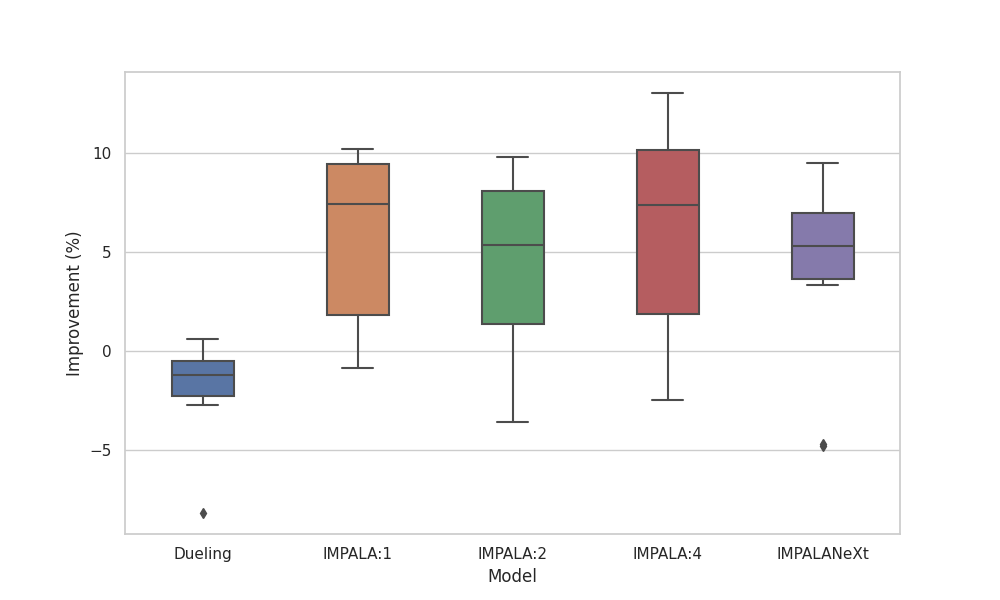 Improvement (%)
10
5
0
−5
Dueling
IMPALA:1
IMPALA:2
IMPALA:4
IMPALANeXt
Model